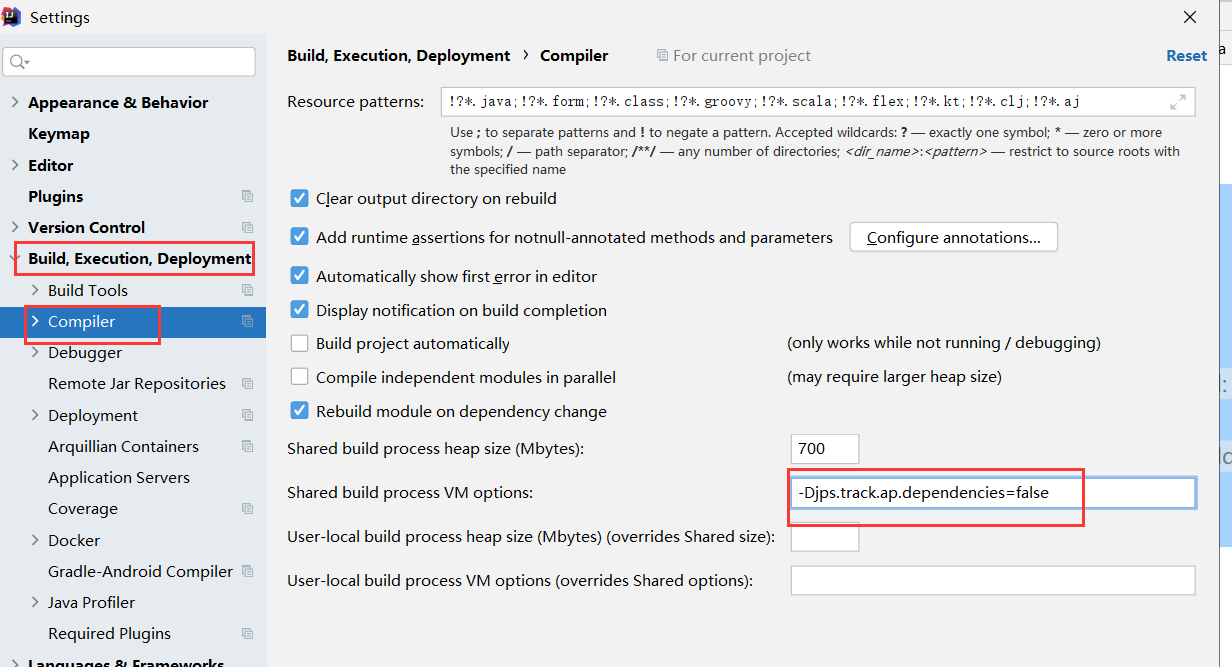 Settings
Build, Execution, Deployment › Compiler For current project Reset
Appearance & Behavior
Keymap
Editor
Plugins
Version Control
Build, Execution, Deployment
Build Tools
Compiler
Debugger
Remote Jar Repositories
Deployment
Arquillian Containers
Application Servers
Coverage
Docker
Gradle-Android Compiler
Java Profiler
Required Plugins
Languages & Frameworks
Resource patterns: !?*.java;!?*.form;!?*.class;!?*.groovy;!?*.scala;!?*.flex;!?*.kt;!?*.clj;!?*.aj
Use ; to separate patterns and ! to negate a pattern. Accepted wildcards: ? — exactly one symbol; * — zero or more
symbols; / — path separator; /**/ — any number of directories; <dir_name>:<pattern> — restrict to source roots with
the specified name
Clear output directory on rebuild
Add runtime assertions for notnull-annotated methods and parameters Configure annotations...
Automatically show first error in editor
Display notification on build completion
Build project automatically (only works while not running / debugging)
Compile independent modules in parallel (may require larger heap size)
Rebuild module on dependency change
Shared build process heap size (Mbytes): 700
Shared build process VM options: -Djps.track.ap.dependencies=false
User-local build process heap size (Mbytes) (overrides Shared size):
User-local build process VM options (overrides Shared options):